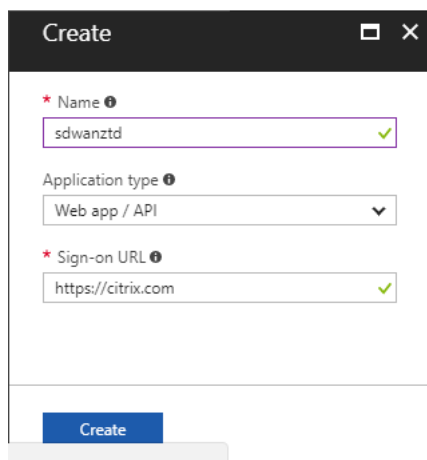 Create
* Name
sdwanztd
Application type
Web app / API
* Sign-on URL
https://citrix.com
Create